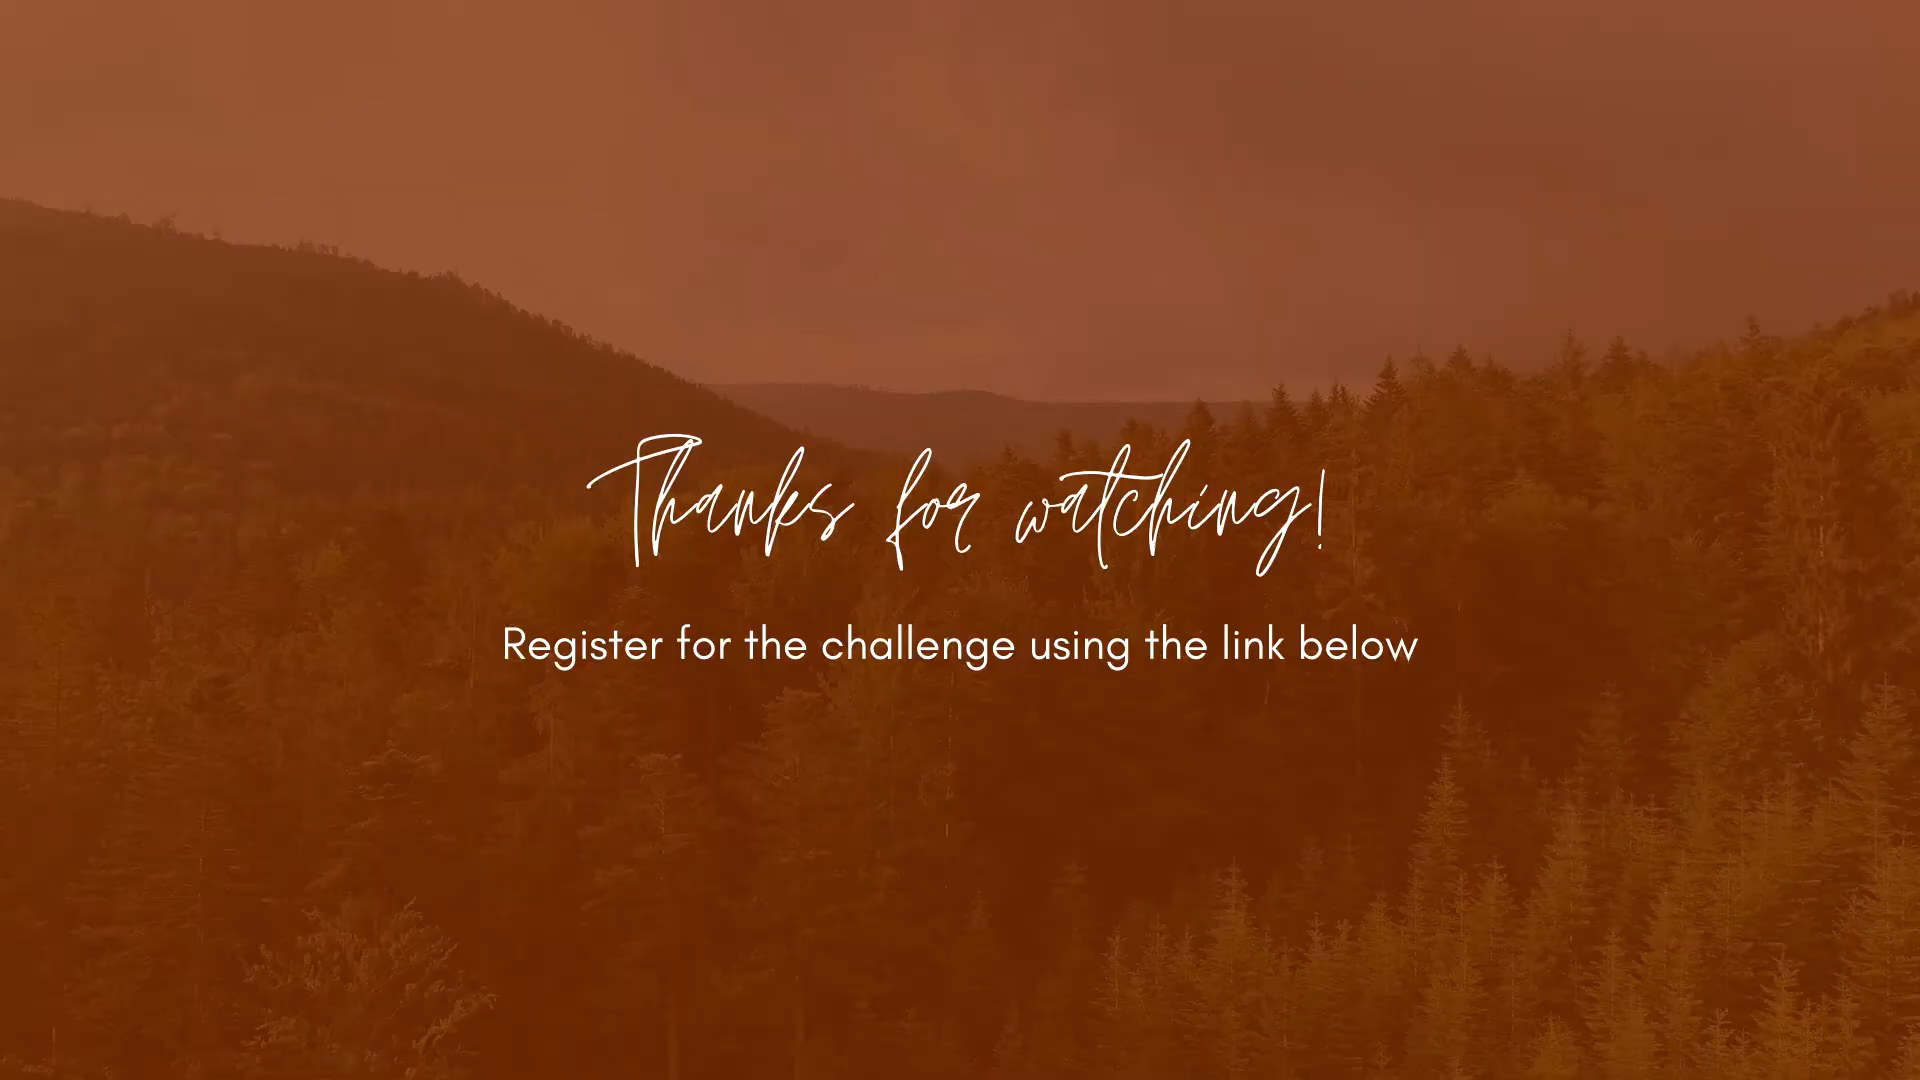 Thanks for watching!
Register for the challenge using the link below